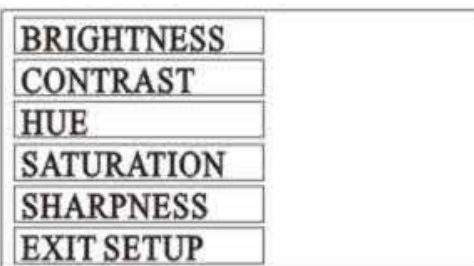 BRIGHTNESS
CONTRAST
HUE
SATURATION
SHARPNESS
EXIT SETUP